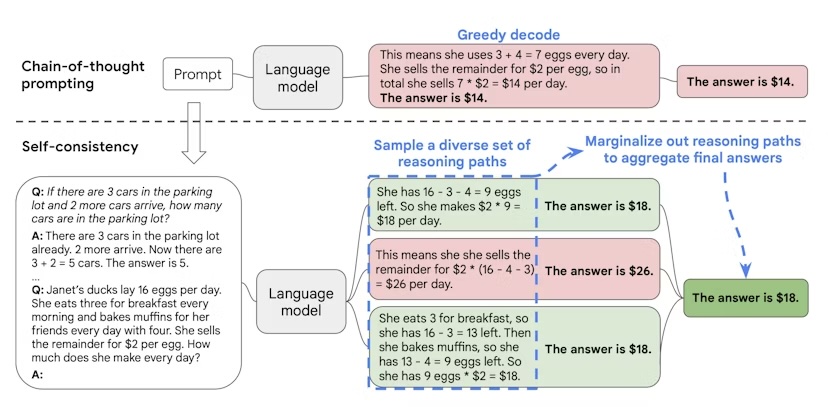 Greedy decode
Chain-of-thought
prompting
Prompt
Language
model
This means she uses 3 + 4 = 7 eggs every day.
She sells the remainder for $2 per egg, so in
total she sells 7 * $2 = $14 per day.
The answer is $14.
The answer is $14.
Self-consistency
Sample a diverse set of
reasoning paths
Marginalize out reasoning paths
to aggregate final answers
Q: If there are 3 cars in the parking
lot and 2 more cars arrive, how many
cars are in the parking lot?
A: There are 3 cars in the parking lot
already. 2 more arrive. Now there are
3 + 2 = 5 cars. The answer is 5.
...
Q: Janet's ducks lay 16 eggs per day.
She eats three for breakfast every
morning and bakes muffins for her
friends every day with four. She sells
the remainder for $2 per egg. How
much does she make every day?
A:
Language
model
She has 16 - 3 - 4 = 9 eggs
left. So she makes $2 * 9 =
$18 per day.
The answer is $18.
This means she she sells the
remainder for $2 * (16 - 4 - 3)
= $26 per day.
The answer is $26.
She eats 3 for breakfast, so
she has 16 - 3 = 13 left. Then
she bakes muffins, so she
has 13 - 4 = 9 eggs left. So
she has 9 eggs * $2 = $18.
The answer is $18.
The answer is $18.